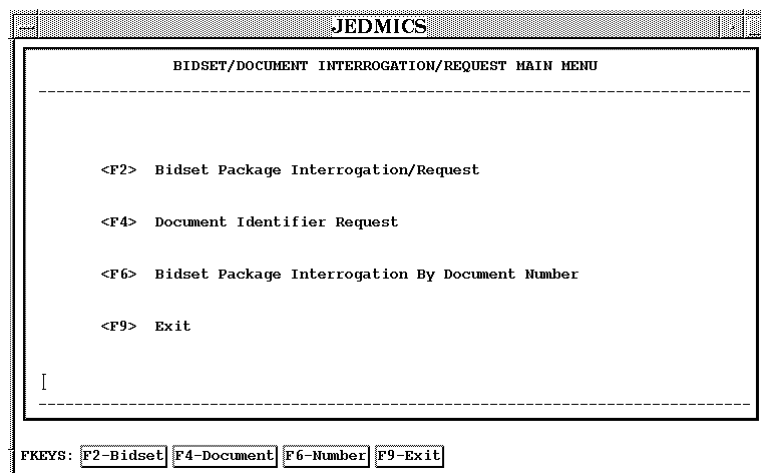 JEDMICS
BIDSET/DOCUMENT INTERROGATION/REQUEST MAIN MENU
<F2> Bidset Package Interrogation/Request
<F4> Document Identifier Request
<F6> Bidset Package Interrogation By Document Number
<F9> Exit
FKEYS: F2-Bidset F4-Document F6-Number F9-Exit